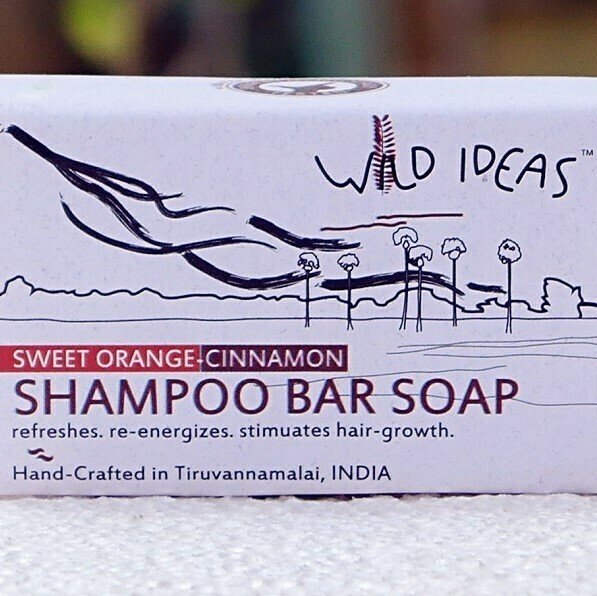 WILD IDEAS™
SWEET ORANGE-CINNAMON
SHAMPOO BAR SOAP
refreshes. re-energizes. stimuates hair-growth.
Hand-Crafted in Tiruvannamalai, INDIA